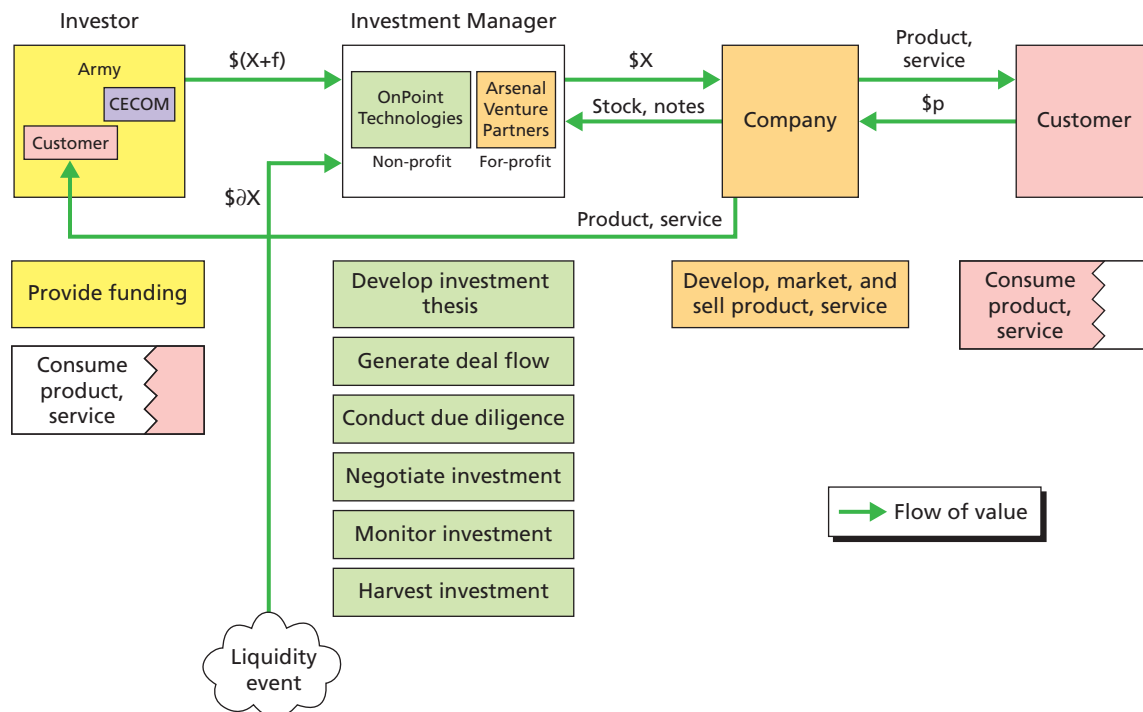 Investor
Investment Manager
Army
CECOM
Customer
$(X+f)
OnPoint
Technologies
Non-profit
Arsenal
Venture
Partners
For-profit
$X
Stock, notes
Company
Product,
service
$p
Customer
$∂X
Product, service
Provide funding
Consume
product,
service
Develop investment
thesis
Generate deal flow
Conduct due diligence
Negotiate investment
Monitor investment
Harvest investment
Develop, market, and
sell product, service
Consume
product,
service
Flow of value
Liquidity
event